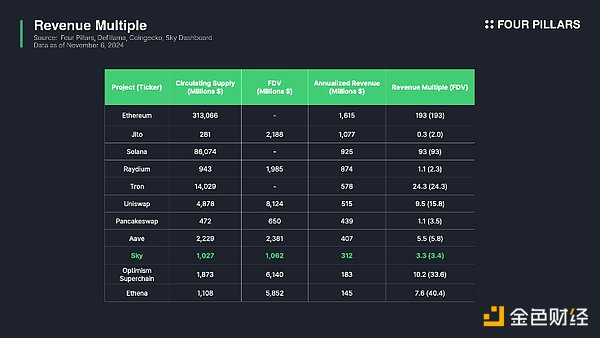 Revenue Multiple
Source: Four Pillars, Defillama, Coingecko, Sky Dashboard
Data as of November 6, 2024
FOUR PILLARS
Project (Ticker) Circulating Supply (Millions $) FDV (Millions $) Annualized Revenue (Millions $) Revenue Multiple (FDV)
Ethereum 313,066 - 1,615 193 (193)
Jito 281 2,188 1,077 0.3 (2.0)
Solana 86,074 - 925 93 (93)
Raydium 943 1,985 874 1.1 (2.3)
Tron 14,029 - 578 24.3 (24.3)
Uniswap 4,878 8,124 515 9.5 (15.8)
Pancakeswap 472 650 439 1.1 (3.5)
Aave 2,229 2,381 407 5.5 (5.8)
Sky 1,027 1,062 312 3.3 (3.4)
Optimism Superchain 1,873 6,140 183 10.2 (33.6)
Ethena 1,108 5,852 145 7.6 (40.4)
金色财经